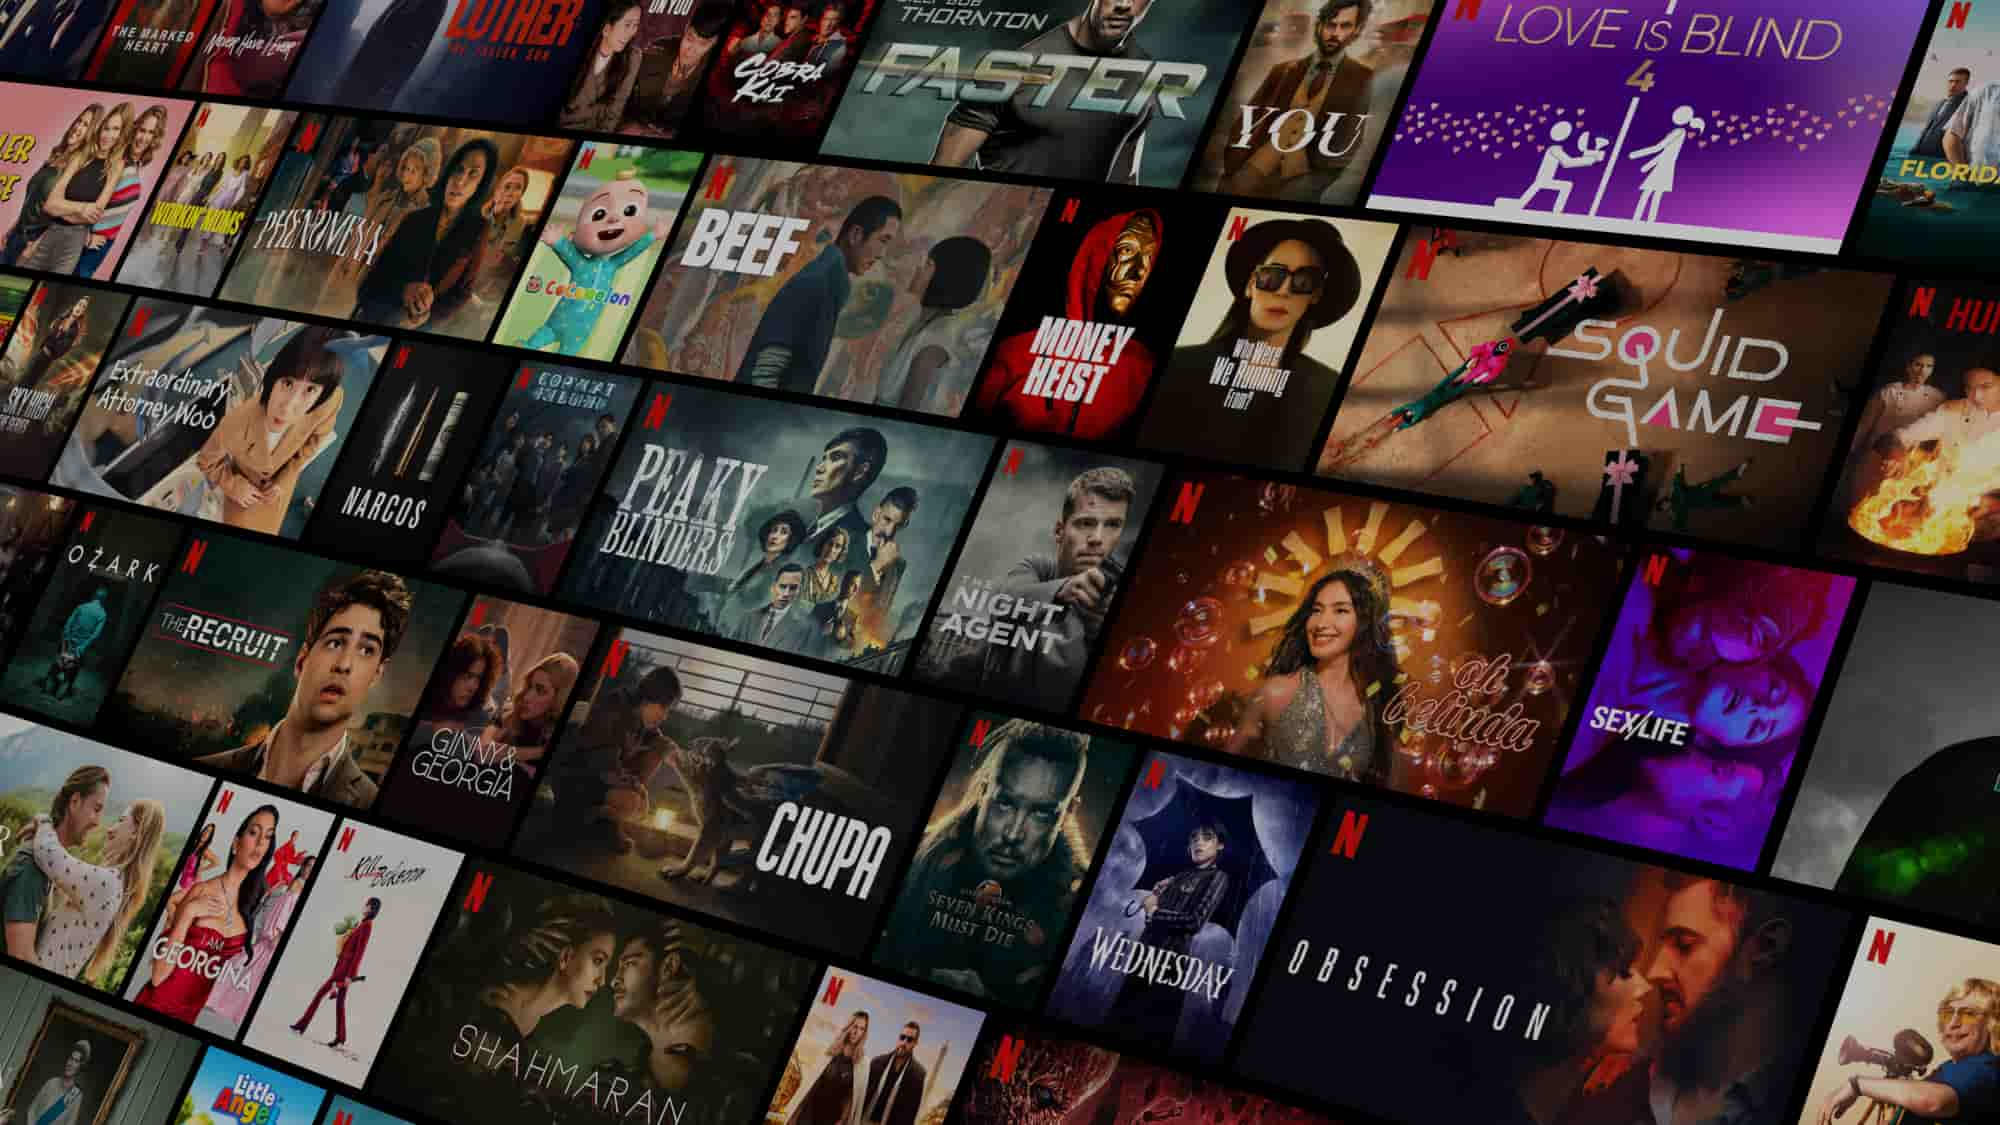 THE MARKED
HEART
Never Have I Ever
LUTHER
THE FALLEN SUN
ON YOU
COBRA
KAI
THORNTON
FASTER
YOU
LOVE IS BLIND
4
FLORIDA
WORKIN' MOMS
PHENOMENA
CoComelon
BEEF
MONEY
HEIST
Who Were
We Running
From?
SQUID
GAME
SKY HIGH
THE SERIES
Extraordinary
Attorney Woo
NARCOS
PEAKY
BLINDERS
THE
NIGHT
AGENT
oh
belinda
SEX/LIFE
OZARK
THE RECRUIT
GINNY &
GEORGIA
CHUPA
SEVEN KINGS
MUST DIE
WEDNESDAY
OBSESSION
I AM
GEORGINA
Kill Boksoon
SHAHMARAN
Little
Angel